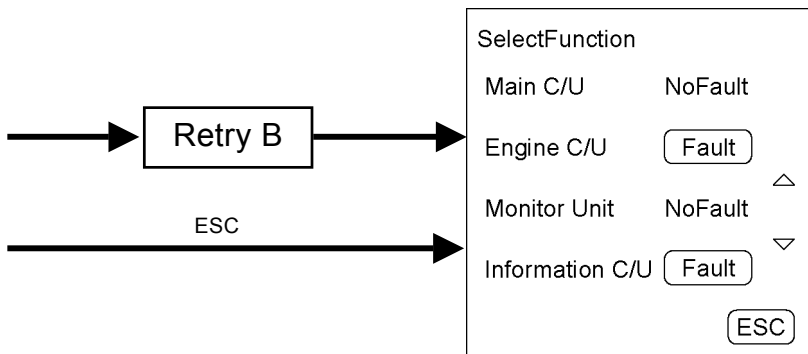 Retry B
ESC
SelectFunction
Main C/U NoFault
Engine C/U Fault
Monitor Unit NoFault
Information C/U Fault
ESC